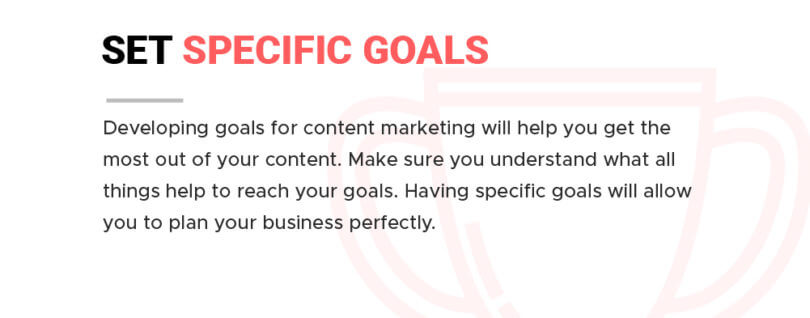 SET SPECIFIC GOALS
Developing goals for content marketing will help you get the
most out of your content. Make sure you understand what all
things help to reach your goals. Having specific goals will allow
you to plan your business perfectly.